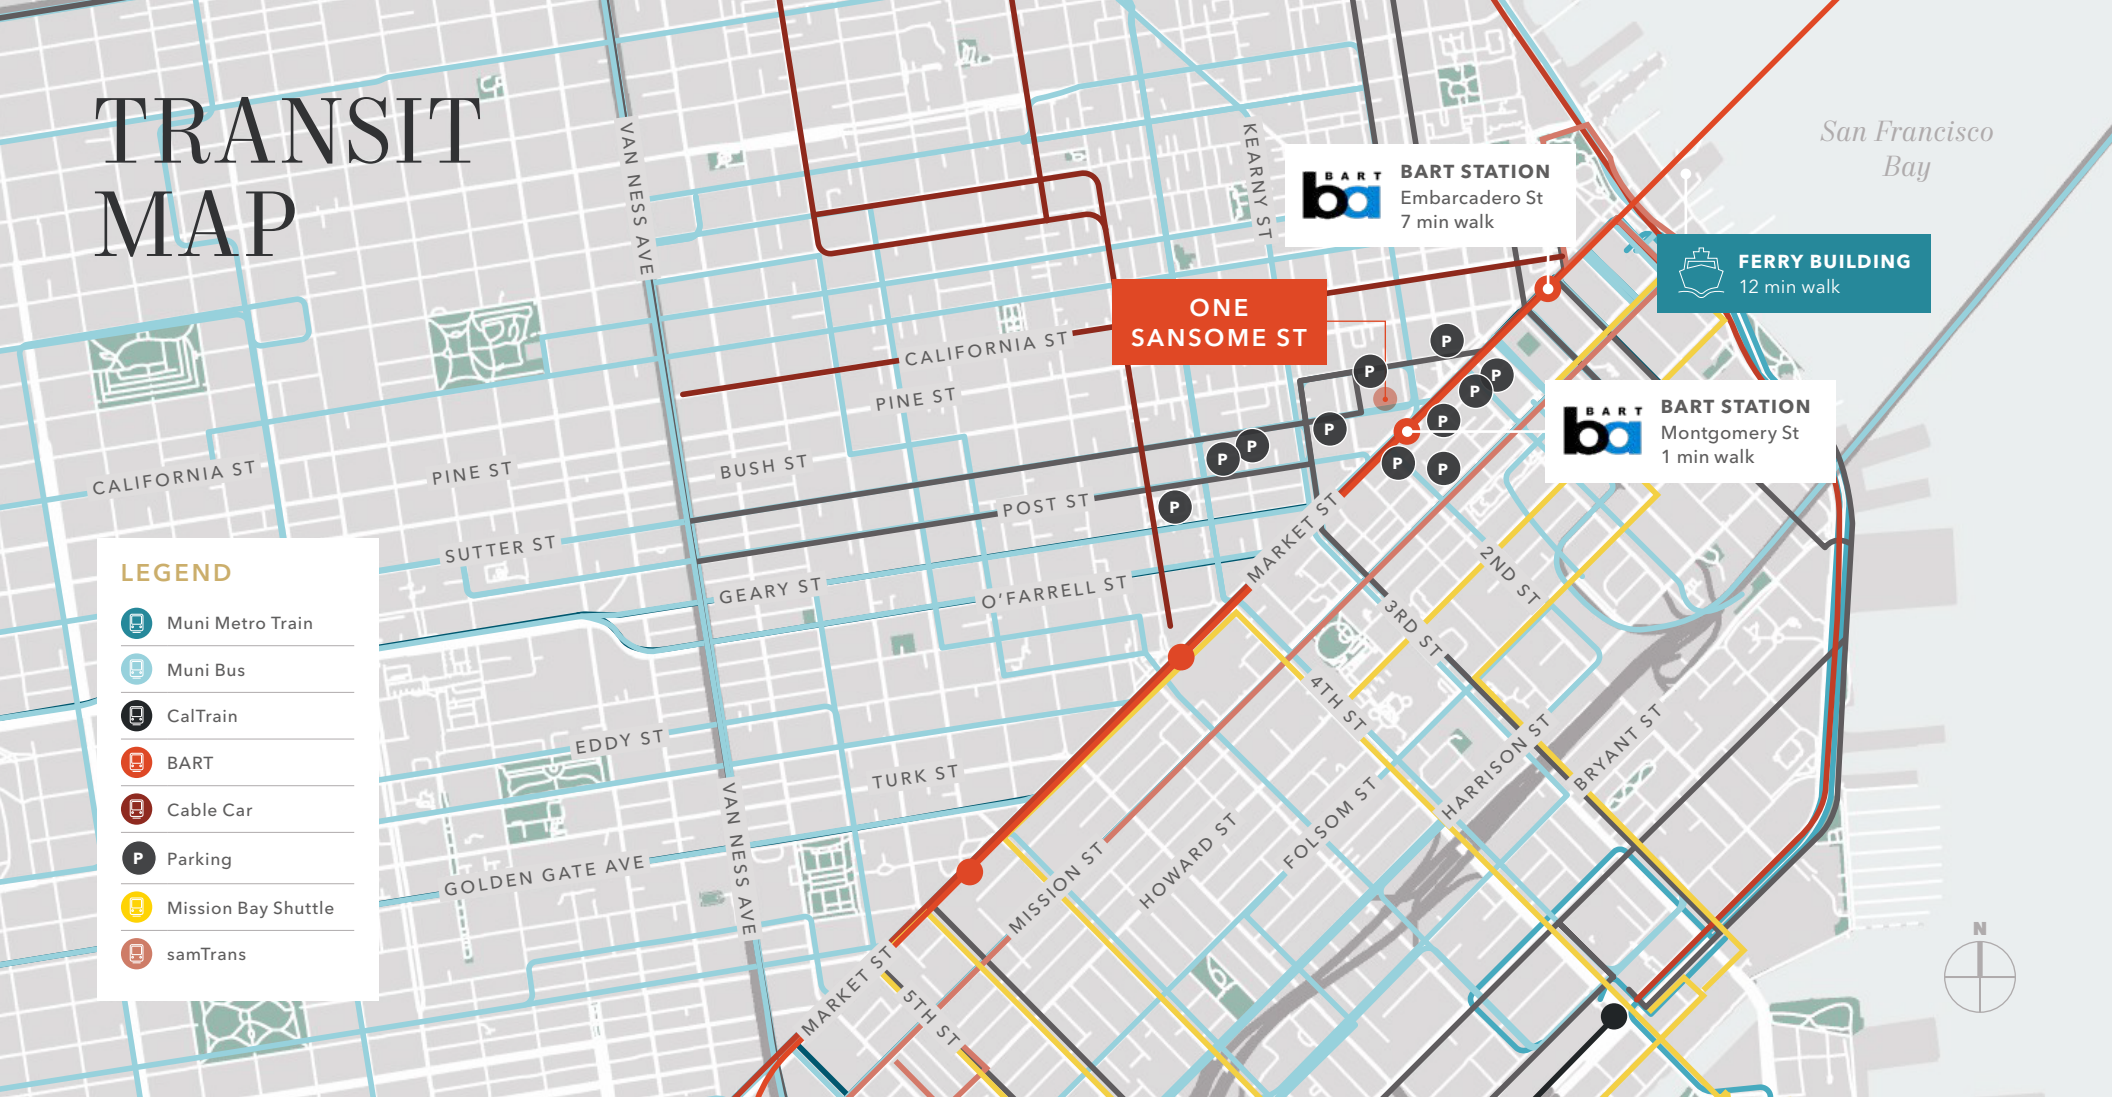 TRANSIT
MAP
San Francisco
Bay
VAN NESS AVE
KEARNY ST
BART
ba
BART STATION
Embarcadero St
7 min walk
FERRY BUILDING
12 min walk
ONE
SANSOME ST
CALIFORNIA ST
PINE ST
BART
ba
BART STATION
Montgomery St
1 min walk
P
P
P
P
P
P
P
P
P
P
P
CALIFORNIA ST
PINE ST
BUSH ST
POST ST
SUTTER ST
GEARY ST
O'FARRELL ST
MARKET ST
2ND ST
3RD ST
4TH ST
EDDY ST
TURK ST
VAN NESS AVE
GOLDEN GATE AVE
HARRISON ST
BRYANT ST
FOLSOM ST
HOWARD ST
MISSION ST
MARKET ST
5TH ST
LEGEND
Muni Metro Train
Muni Bus
CalTrain
BART
Cable Car
P Parking
Mission Bay Shuttle
samTrans
N